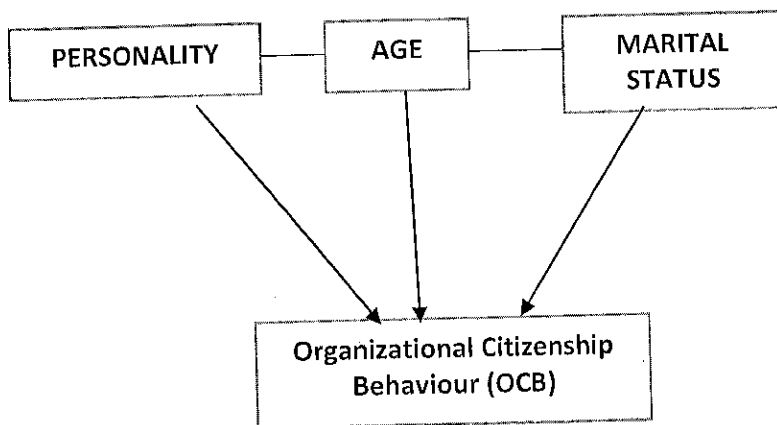 PERSONALITY
AGE
MARITAL
STATUS
Organizational Citizenship
Behaviour (OCB)